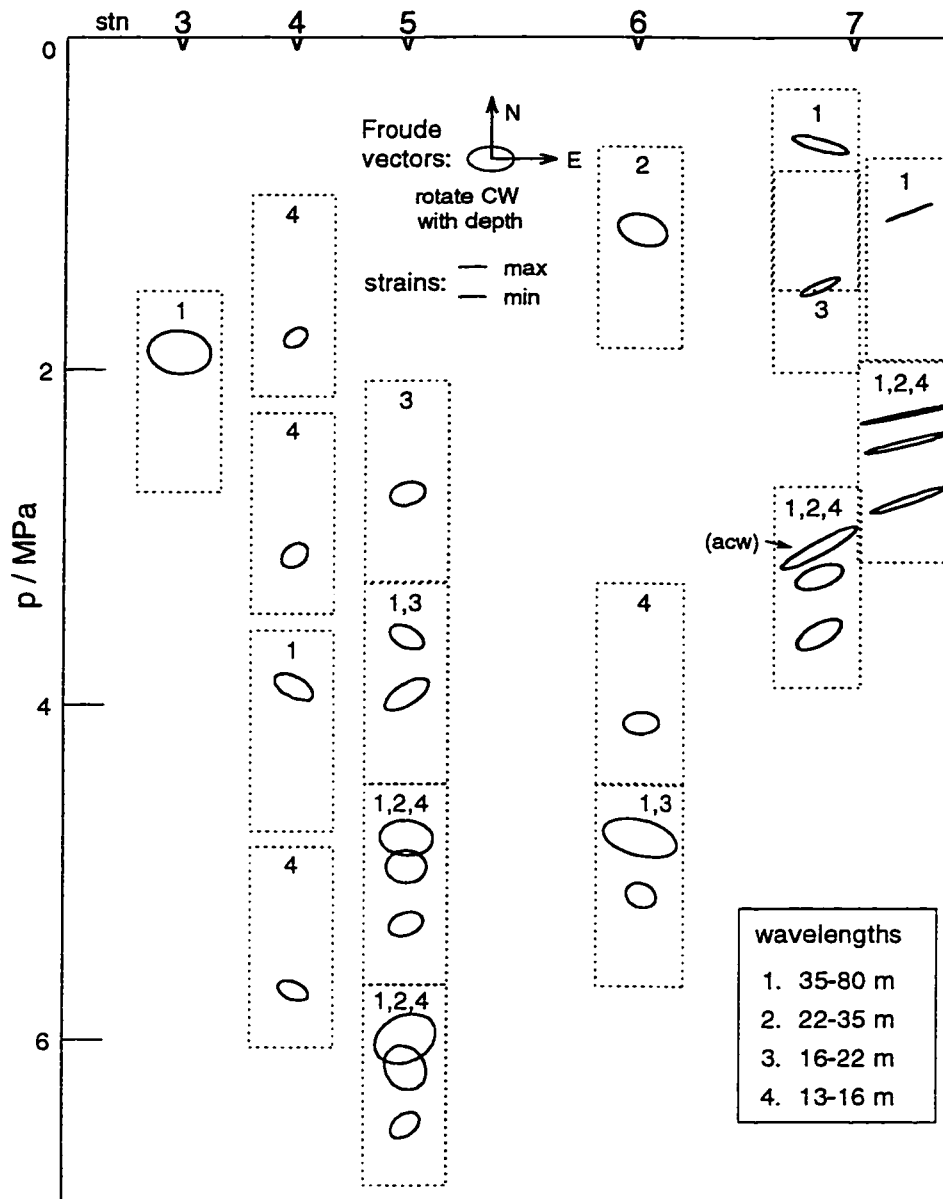 stn 3 4 5 6 7
0
1
N
Froude
vectors:
E
2
rotate CW
with depth
4
1
strains: max
min
1
3
2
1,2,4
3
4
1,2,4
(acw)
p / MPa
1,3
4
1
4
1,2,4
1,3
4
wavelengths
1. 35-80 m
1,2,4
2. 22-35 m
6
3. 16-22 m
4. 13-16 m